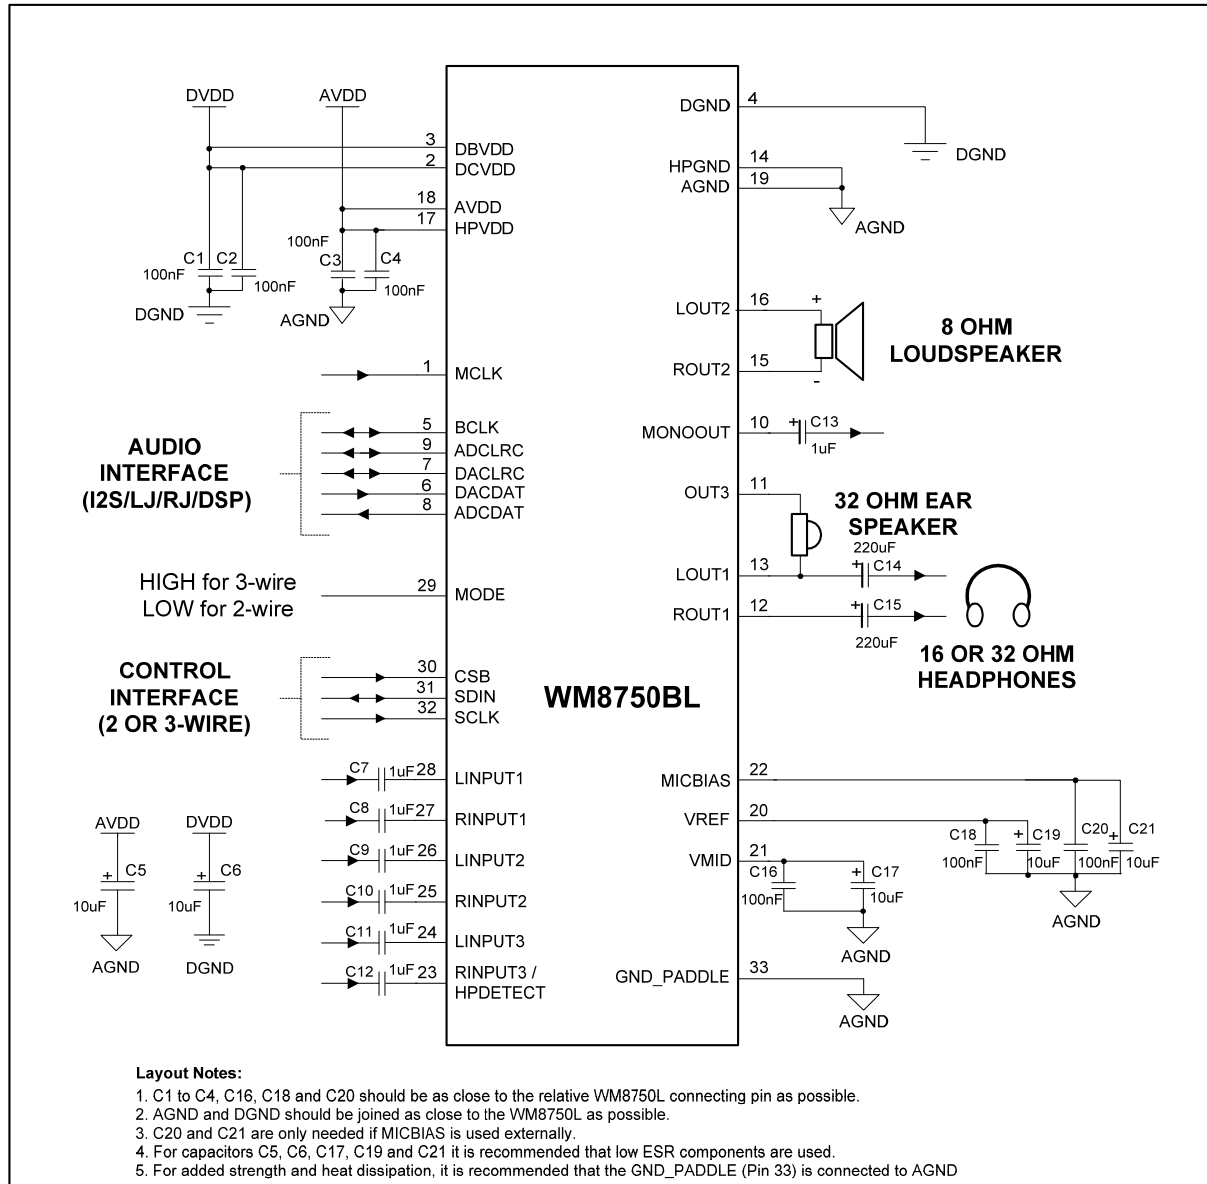 DVDD
AVDD
3 DBVDD
2 DCVDD
18 AVDD
17 HPVDD
100nF
C1
C2
C3
C4
100nF
100nF
100nF
DGND
AGND
1 MCLK
AUDIO
INTERFACE
(I2S/LJ/RJ/DSP)
5 BCLK
9 ADCLRC
7 DACLRC
6 DACDAT
8 ADCDAT
HIGH for 3-wire
LOW for 2-wire
29 MODE
CONTROL
INTERFACE
(2 OR 3-WIRE)
30 CSB
31 SDIN
32 SCLK
C7 1uF 28 LINPUT1
C8 1uF 27 RINPUT1
C9 1uF 26 LINPUT2
C10 1uF 25 RINPUT2
C11 1uF 24 LINPUT3
C12 1uF 23 RINPUT3 /
HPDETECT
AVDD
+ C5
10uF
AGND
DVDD
+ C6
10uF
DGND
WM8750BL
DGND 4
DGND
HPGND 14
AGND 19
AGND
LOUT2 16
+
ROUT2 15
-
8 OHM
LOUDSPEAKER
MONOOUT 10
+ C13
1uF
OUT3 11
32 OHM EAR
SPEAKER
LOUT1 13
220uF
+ C14
ROUT1 12
+ C15
220uF
16 OR 32 OHM
HEADPHONES
MICBIAS 22
VREF 20
C18
100nF
+ C19
10uF
C20
100nF
+ C21
10uF
AGND
VMID 21
C16
100nF
+ C17
10uF
AGND
GND_PADDLE 33
AGND
Layout Notes:
1. C1 to C4, C16, C18 and C20 should be as close to the relative WM8750L connecting pin as possible.
2. AGND and DGND should be joined as close to the WM8750L as possible.
3. C20 and C21 are only needed if MICBIAS is used externally.
4. For capacitors C5, C6, C17, C19 and C21 it is recommended that low ESR components are used.
5. For added strength and heat dissipation, it is recommended that the GND_PADDLE (Pin 33) is connected to AGND